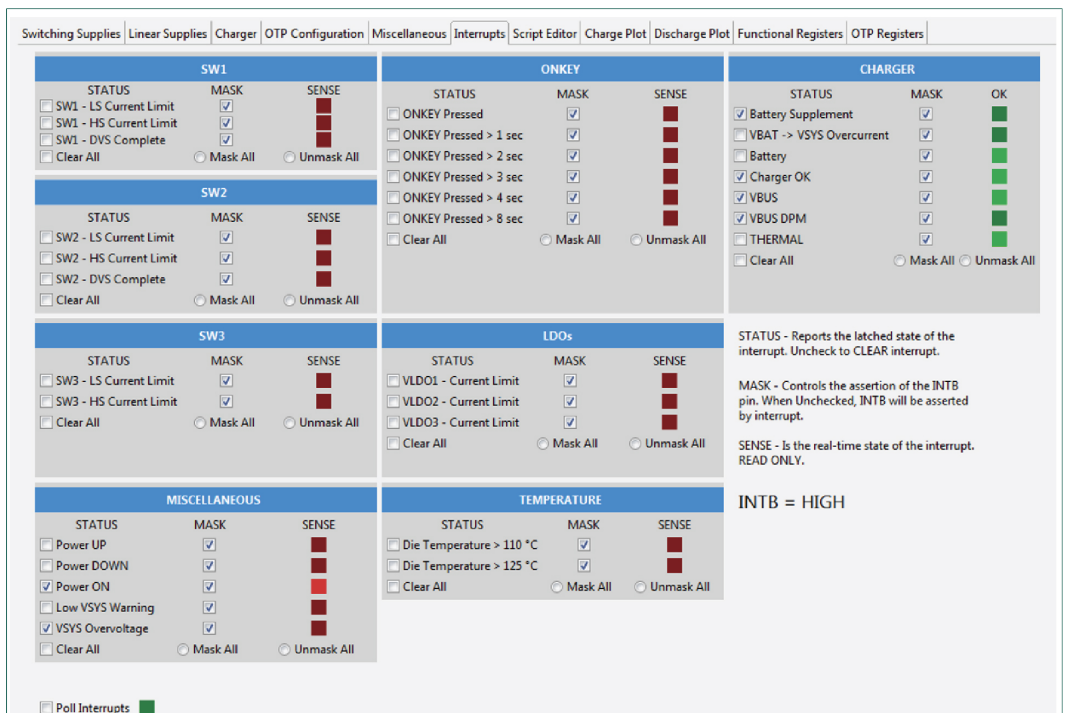 Switching Supplies Linear Supplies Charger OTP Configuration Miscellaneous Interrupts Script Editor Charge Plot Discharge Plot Functional Registers OTP Registers
SW1
STATUS MASK SENSE
SW1 - LS Current Limit
SW1 - HS Current Limit
SW1 - DVS Complete
Clear All Mask All Unmask All
SW2
STATUS MASK SENSE
SW2 - LS Current Limit
SW2 - HS Current Limit
SW2 - DVS Complete
Clear All Mask All Unmask All
SW3
STATUS MASK SENSE
SW3 - LS Current Limit
SW3 - HS Current Limit
Clear All Mask All Unmask All
MISCELLANEOUS
STATUS MASK SENSE
Power UP
Power DOWN
Power ON
Low VSYS Warning
VSYS Overvoltage
Clear All Mask All Unmask All
Poll Interrupts
ONKEY
STATUS MASK SENSE
ONKEY Pressed
ONKEY Pressed > 1 sec
ONKEY Pressed > 2 sec
ONKEY Pressed > 3 sec
ONKEY Pressed > 4 sec
ONKEY Pressed > 8 sec
Clear All Mask All Unmask All
LDOs
STATUS MASK SENSE
VLDO1 - Current Limit
VLDO2 - Current Limit
VLDO3 - Current Limit
Clear All Mask All Unmask All
TEMPERATURE
STATUS MASK SENSE
Die Temperature > 110 °C
Die Temperature > 125 °C
Clear All Mask All Unmask All
CHARGER
STATUS MASK OK
Battery Supplement
VBAT -> VSYS Overcurrent
Battery
Charger OK
VBUS
VBUS DPM
THERMAL
Clear All Mask All Unmask All
STATUS - Reports the latched state of the
interrupt. Uncheck to CLEAR interrupt.
MASK - Controls the assertion of the INTB
pin. When Unchecked, INTB will be asserted
by interrupt.
SENSE - Is the real-time state of the interrupt.
READ ONLY.
INTB = HIGH